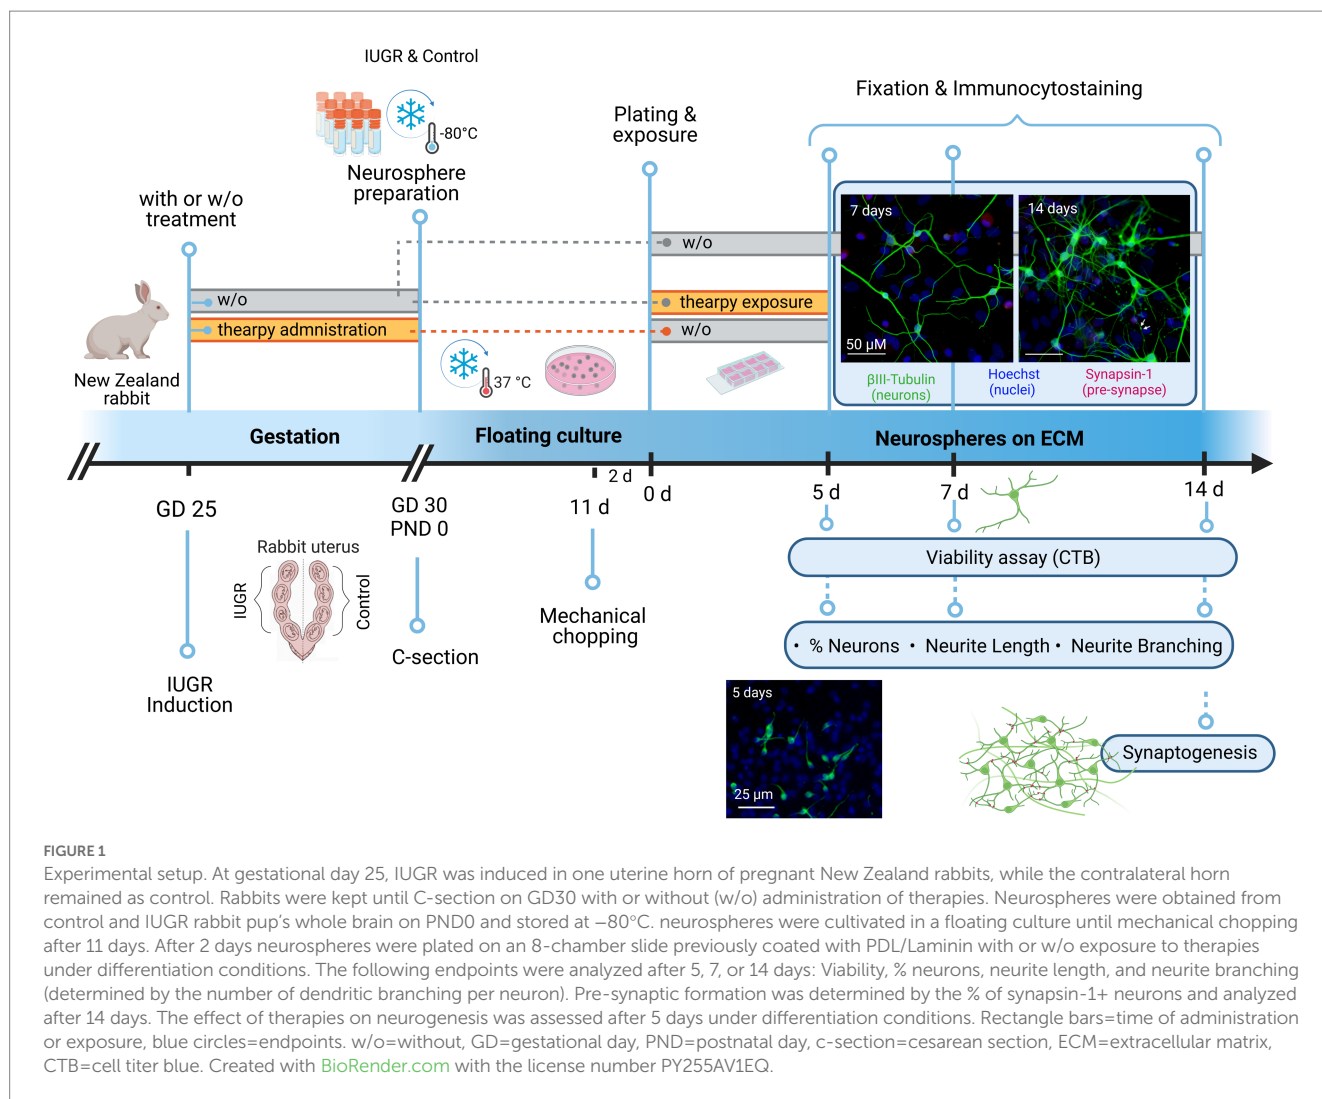 IUGR & Control
-80°C
Neurosphere
preparation
with or w/o
treatment
Plating &
exposure
Fixation & Immunocytostaining
w/o
thearpy admnistration
w/o
thearpy exposure
w/o
7 days
50 µM
14 days
βIII-Tubulin
(neurons)
Hoechst
(nuclei)
Synapsin-1
(pre-synapse)
New Zealand
rabbit
37 °C
Gestation
Floating culture
Neurospheres on ECM
GD 25
GD 30
PND 0
11 d
2 d
0 d
5 d
7 d
14 d
Rabbit uterus
IUGR
Control
IUGR
Induction
C-section
Mechanical
chopping
Viability assay (CTB)
• % Neurons • Neurite Length • Neurite Branching
5 days
25 µm
Synaptogenesis
FIGURE 1
Experimental setup. At gestational day 25, IUGR was induced in one uterine horn of pregnant New Zealand rabbits, while the contralateral horn
remained as control. Rabbits were kept until C-section on GD30 with or without (w/o) administration of therapies. Neurospheres were obtained from
control and IUGR rabbit pup's whole brain on PND0 and stored at −80°C. neurospheres were cultivated in a floating culture until mechanical chopping
after 11 days. After 2 days neurospheres were plated on an 8-chamber slide previously coated with PDL/Laminin with or w/o exposure to therapies
under differentiation conditions. The following endpoints were analyzed after 5, 7, or 14 days: Viability, % neurons, neurite length, and neurite branching
(determined by the number of dendritic branching per neuron). Pre-synaptic formation was determined by the % of synapsin-1+ neurons and analyzed
after 14 days. The effect of therapies on neurogenesis was assessed after 5 days under differentiation conditions. Rectangle bars=time of administration
or exposure, blue circles=endpoints. w/o=without, GD=gestational day, PND=postnatal day, c-section=cesarean section, ECM=extracellular matrix,
CTB=cell titer blue. Created with BioRender.com with the license number PY255AV1EQ.